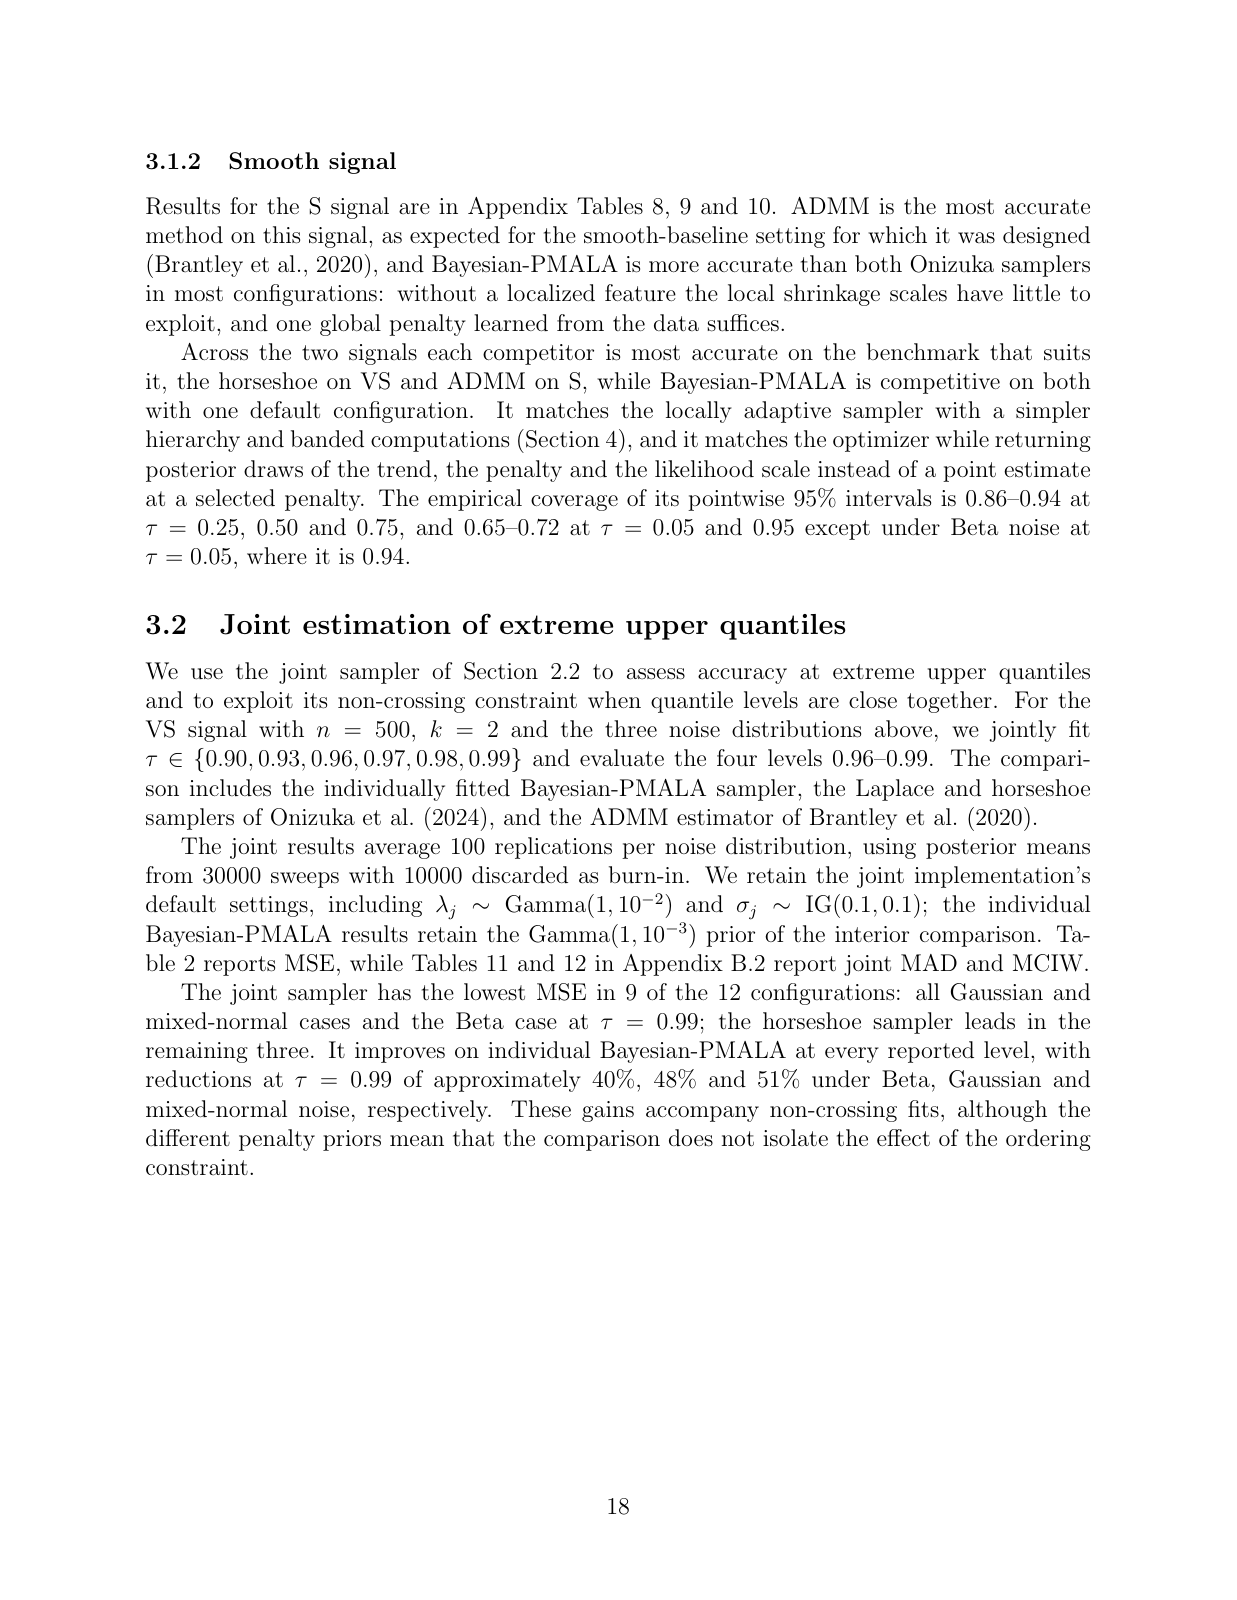 3.1.2 Smooth signal
Results for the S signal are in Appendix Tables 8, 9 and 10. ADMM is the most accurate
method on this signal, as expected for the smooth-baseline setting for which it was designed
(Brantley et al., 2020), and Bayesian-PMALA is more accurate than both Onizuka samplers
in most configurations: without a localized feature the local shrinkage scales have little to
exploit, and one global penalty learned from the data suffices.
Across the two signals each competitor is most accurate on the benchmark that suits
it, the horseshoe on VS and ADMM on S, while Bayesian-PMALA is competitive on both
with one default configuration. It matches the locally adaptive sampler with a simpler
hierarchy and banded computations (Section 4), and it matches the optimizer while returning
posterior draws of the trend, the penalty and the likelihood scale instead of a point estimate
at a selected penalty. The empirical coverage of its pointwise 95% intervals is 0.86–0.94 at
τ = 0.25, 0.50 and 0.75, and 0.65–0.72 at τ = 0.05 and 0.95 except under Beta noise at
τ = 0.05, where it is 0.94.
3.2 Joint estimation of extreme upper quantiles
We use the joint sampler of Section 2.2 to assess accuracy at extreme upper quantiles
and to exploit its non-crossing constraint when quantile levels are close together. For the
VS signal with n = 500, k = 2 and the three noise distributions above, we jointly fit
τ ∈ {0.90, 0.93, 0.96, 0.97, 0.98, 0.99} and evaluate the four levels 0.96–0.99. The compari-
son includes the individually fitted Bayesian-PMALA sampler, the Laplace and horseshoe
samplers of Onizuka et al. (2024), and the ADMM estimator of Brantley et al. (2020).
The joint results average 100 replications per noise distribution, using posterior means
from 30000 sweeps with 10000 discarded as burn-in. We retain the joint implementation's
default settings, including λⱼ ∼ Gamma(1, 10⁻²) and σⱼ ∼ IG(0.1, 0.1); the individual
Bayesian-PMALA results retain the Gamma(1, 10⁻³) prior of the interior comparison. Ta-
ble 2 reports MSE, while Tables 11 and 12 in Appendix B.2 report joint MAD and MCIW.
The joint sampler has the lowest MSE in 9 of the 12 configurations: all Gaussian and
mixed-normal cases and the Beta case at τ = 0.99; the horseshoe sampler leads in the
remaining three. It improves on individual Bayesian-PMALA at every reported level, with
reductions at τ = 0.99 of approximately 40%, 48% and 51% under Beta, Gaussian and
mixed-normal noise, respectively. These gains accompany non-crossing fits, although the
different penalty priors mean that the comparison does not isolate the effect of the ordering
constraint.
18